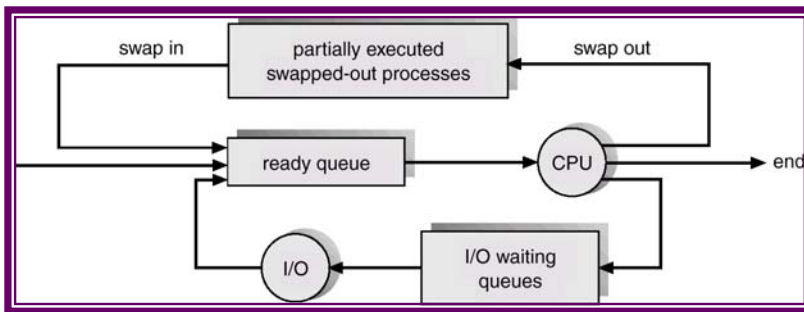 swap in
partially executed
swapped-out processes
swap out
ready queue
CPU
end
I/O
I/O waiting
queues